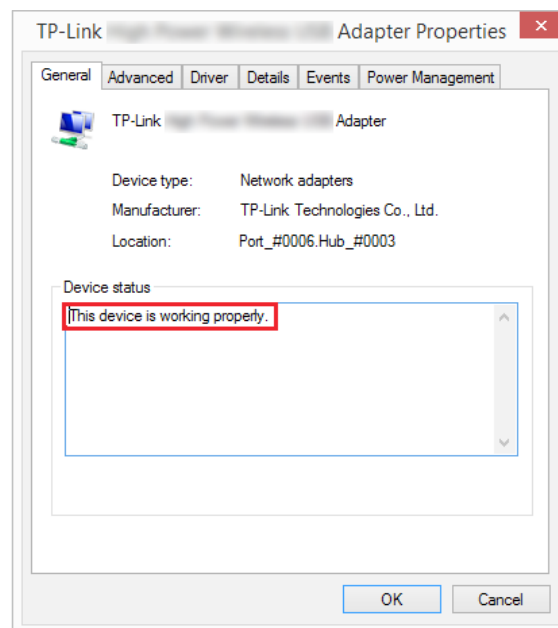 TP-Link Adapter Properties
General Advanced Driver Details Events Power Management
TP-Link Adapter
Device type: Network adapters
Manufacturer: TP-Link Technologies Co., Ltd.
Location: Port_#0006.Hub_#0003
Device status
This device is working properly.
OK Cancel